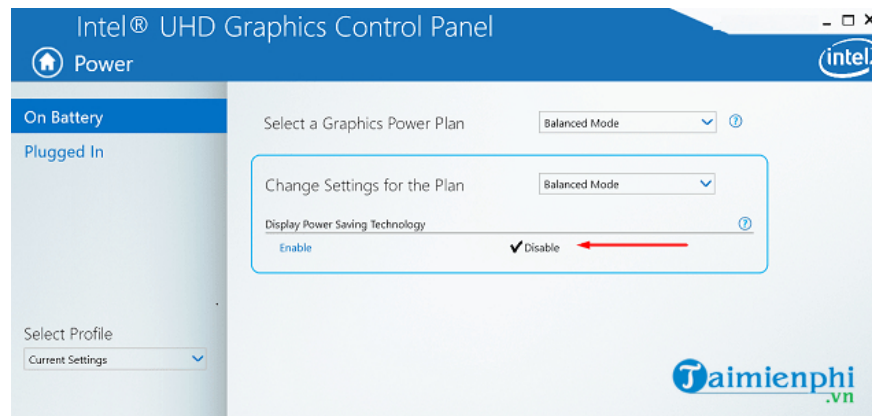 Intel® UHD Graphics Control Panel
Power
intel
On Battery
Plugged In
Select a Graphics Power Plan
Balanced Mode
?
Change Settings for the Plan
Balanced Mode
Display Power Saving Technology
?
Enable
✔Disable
Select Profile
Current Settings
Taimienphi
.vn